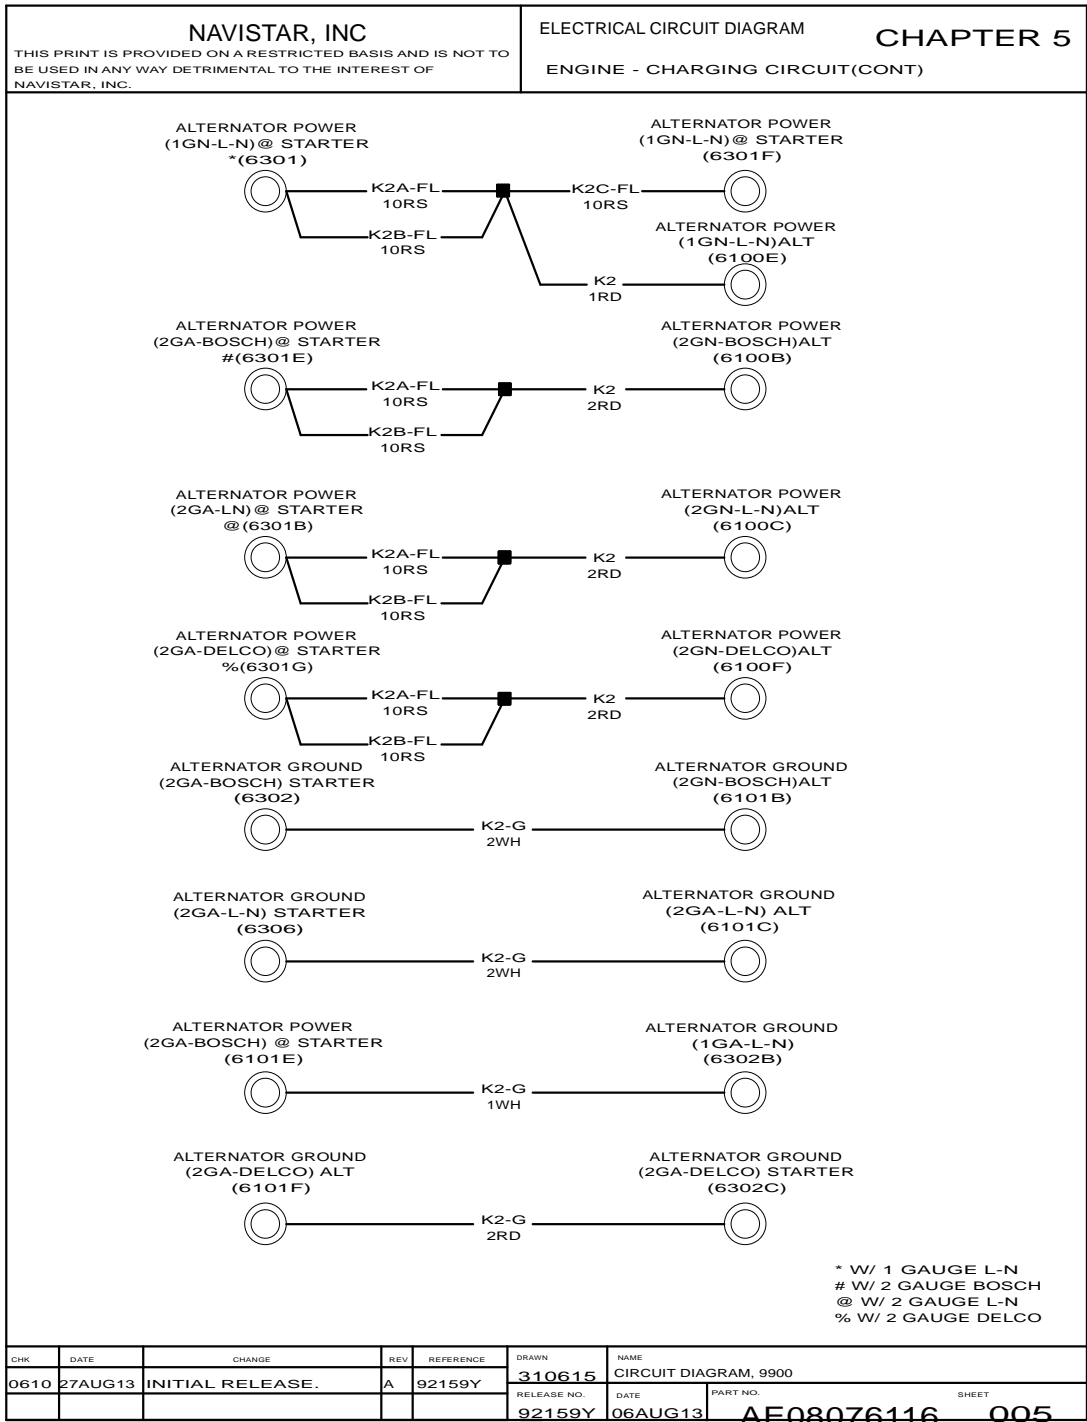 NAVISTAR, INC
THIS PRINT IS PROVIDED ON A RESTRICTED BASIS AND IS NOT TO
BE USED IN ANY WAY DETRIMENTAL TO THE INTEREST OF
NAVISTAR, INC.
ELECTRICAL CIRCUIT DIAGRAM
CHAPTER 5
ENGINE - CHARGING CIRCUIT(CONT)
ALTERNATOR POWER
(1GN-L-N)@ STARTER
*(6301)
K2A-FL
10RS
K2B-FL
10RS
K2C-FL
10RS
ALTERNATOR POWER
(1GN-L-N)@ STARTER
(6301F)
ALTERNATOR POWER
(1GN-L-N)ALT
(6100E)
K2
1RD
ALTERNATOR POWER
(2GA-BOSCH)@ STARTER
#(6301E)
K2A-FL
10RS
K2B-FL
10RS
K2
2RD
ALTERNATOR POWER
(2GN-BOSCH)ALT
(6100B)
ALTERNATOR POWER
(2GA-LN)@ STARTER
@(6301B)
K2A-FL
10RS
K2B-FL
10RS
K2
2RD
ALTERNATOR POWER
(2GN-L-N)ALT
(6100C)
ALTERNATOR POWER
(2GA-DELCO)@ STARTER
%(6301G)
K2A-FL
10RS
K2B-FL
10RS
K2
2RD
ALTERNATOR POWER
(2GN-DELCO)ALT
(6100F)
ALTERNATOR GROUND
(2GA-BOSCH) STARTER
(6302)
K2-G
2WH
ALTERNATOR GROUND
(2GN-BOSCH)ALT
(6101B)
ALTERNATOR GROUND
(2GA-L-N) STARTER
(6306)
K2-G
2WH
ALTERNATOR GROUND
(2GA-L-N) ALT
(6101C)
ALTERNATOR POWER
(2GA-BOSCH) @ STARTER
(6101E)
K2-G
1WH
ALTERNATOR GROUND
(1GA-L-N)
(6302B)
ALTERNATOR GROUND
(2GA-DELCO) ALT
(6101F)
K2-G
2RD
ALTERNATOR GROUND
(2GA-DELCO) STARTER
(6302C)
* W/ 1 GAUGE L-N
# W/ 2 GAUGE BOSCH
@ W/ 2 GAUGE L-N
% W/ 2 GAUGE DELCO
CHK DATE CHANGE REV REFERENCE
0610 27AUG13 INITIAL RELEASE. A 92159Y
DRAWN
310615
NAME
CIRCUIT DIAGRAM, 9900
RELEASE NO.
92159Y
DATE
06AUG13
PART NO.
AE08076116
SHEET
005